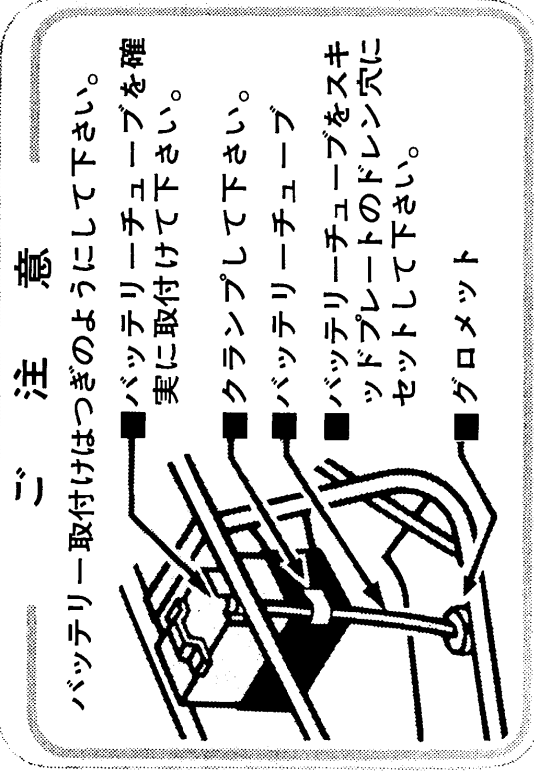 ご注意
バッテリー取付けはつぎのようにして下さい。
■バッテリーチューブを確
実に取付けて下さい。
■クランプして下さい。
■バッテリーチューブ
■バッテリーチューブをスキ
ッドプレートのドレン穴に
セットして下さい。
■グロメット